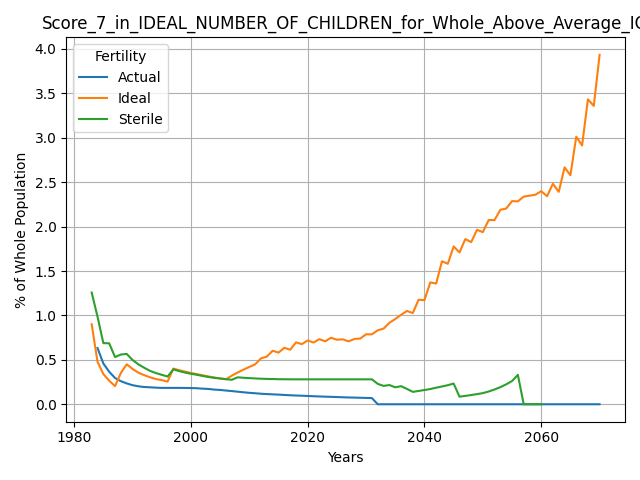 Score_7_in_IDEAL_NUMBER_OF_CHILDREN_for_Whole_Above_Average_IQ
Fertility
Actual
Ideal
Sterile
4.0
3.5
3.0
2.5
2.0
1.5
1.0
0.5
0.0
% of Whole Population
1980
2000
2020
2040
2060
Years